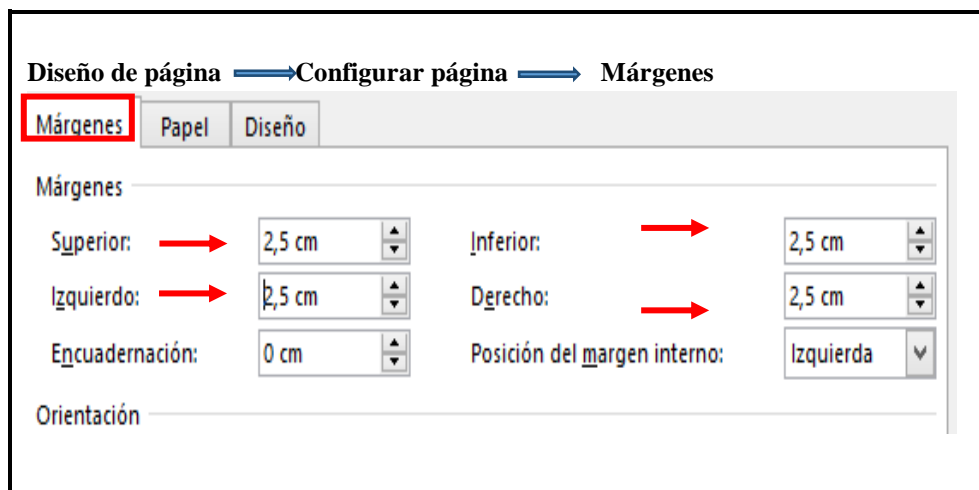 Diseño de página Configurar página Márgenes
Márgenes Papel Diseño
Márgenes
Superior: 2,5 cm Inferior: 2,5 cm
Izquierdo: 2,5 cm Derecho: 2,5 cm
Encuadernación: 0 cm Posición del margen interno: Izquierda
Orientación